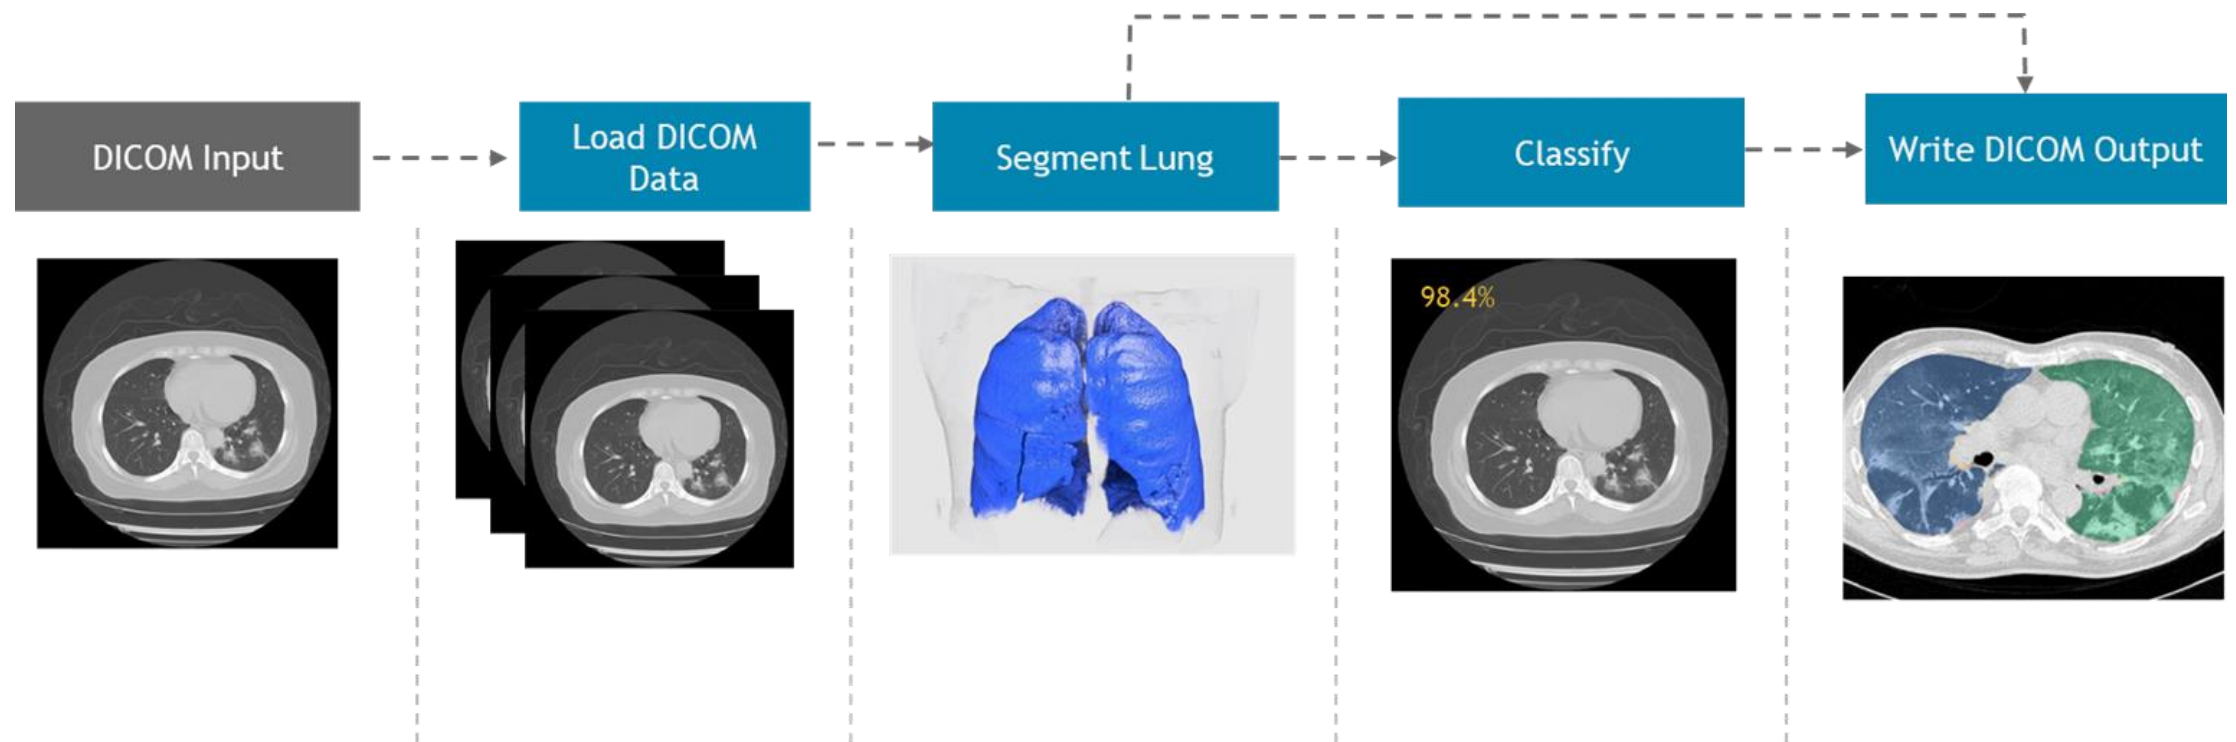 DICOM Input
Load DICOM
Data
Segment Lung
Classify
Write DICOM Output
98.4%